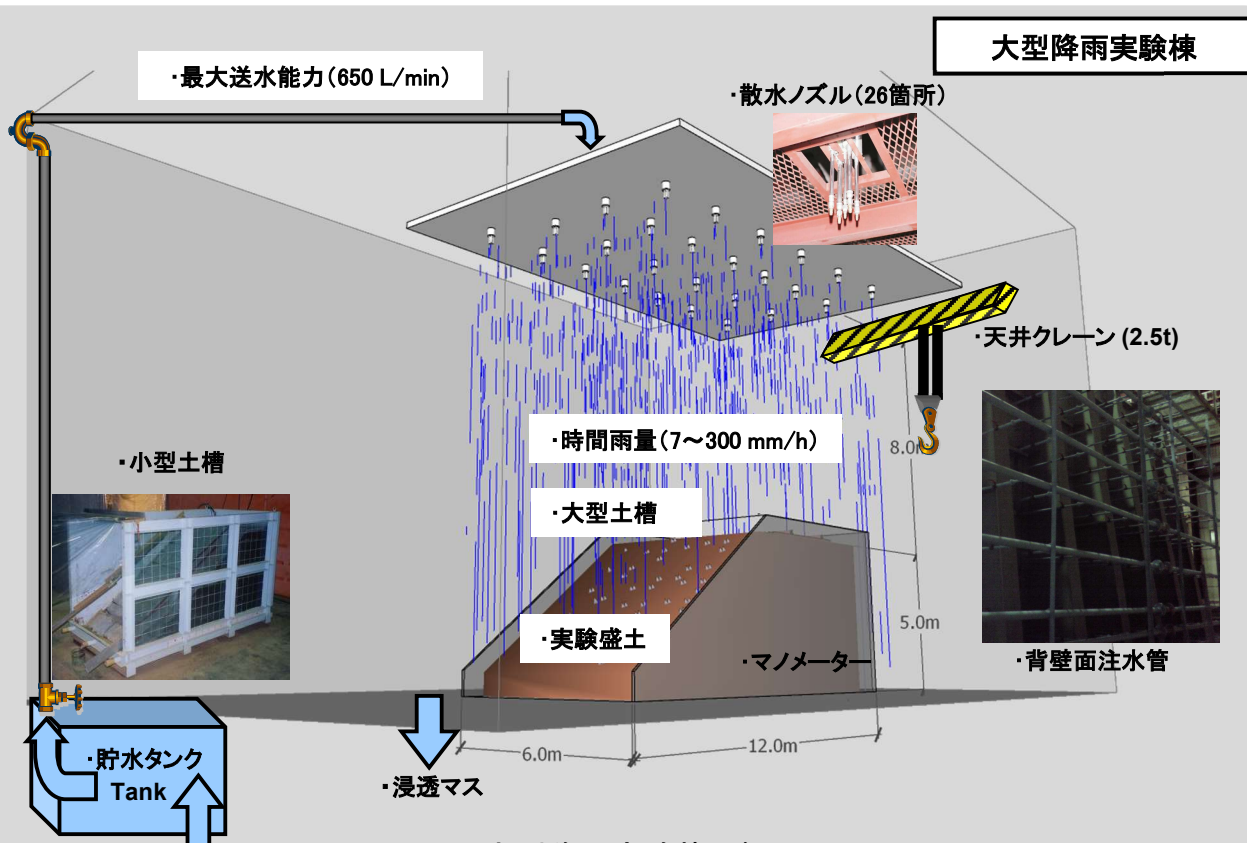 大型降雨実験棟
・最大送水能力（650 L/min）
・散水ノズル（26箇所）
・天井クレーン (2.5t)
・時間雨量（7～300 mm/h）
8.0m
・小型土槽
・大型土槽
・実験盛土
5.0m
・マノメーター
・背壁面注水管
6.0m
12.0m
・貯水タンク
Tank
・浸透マス